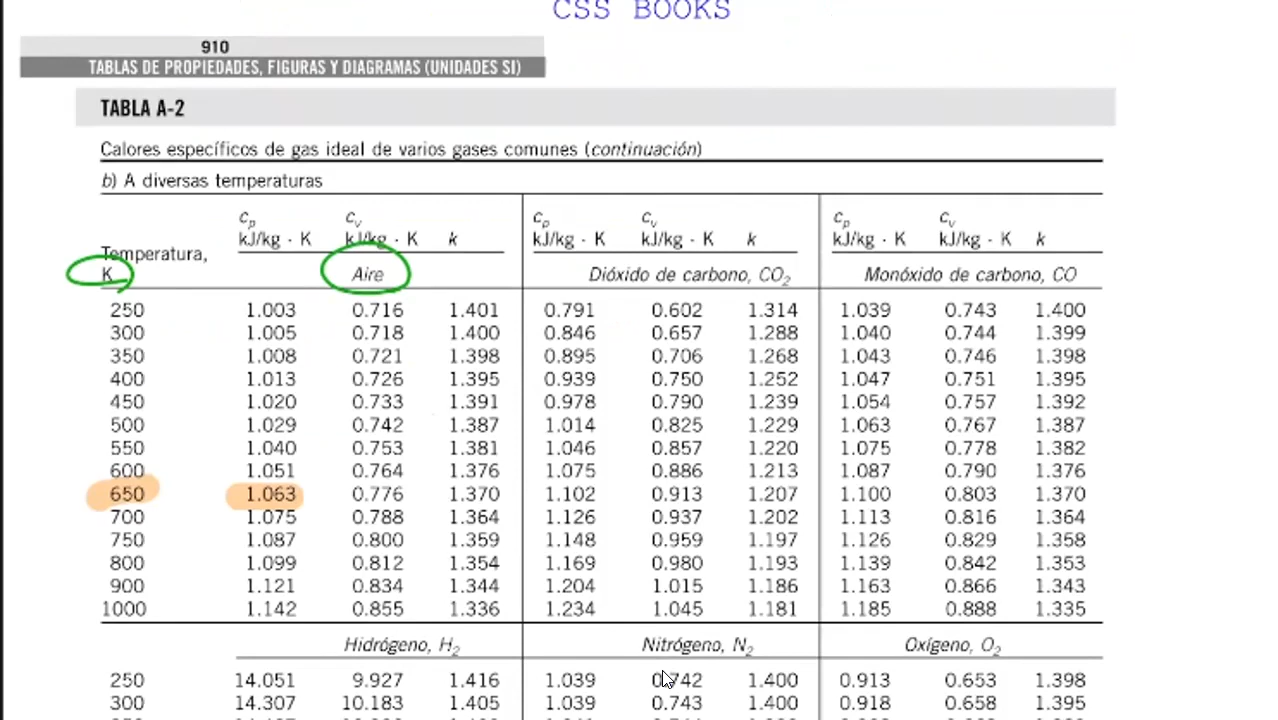 CSS BOOKS
910
TABLAS DE PROPIEDADES, FIGURAS Y DIAGRAMAS (UNIDADES SI)
TABLA A-2
Calores específicos de gas ideal de varios gases comunes (continuación)
b) A diversas temperaturas
cp cv cp cv cp cv
Temperatura, kJ/kg · K kJ/kg · K k kJ/kg · K kJ/kg · K k kJ/kg · K kJ/kg · K k
K Aire Dióxido de carbono, CO2 Monóxido de carbono, CO
250 1.003 0.716 1.401 0.791 0.602 1.314 1.039 0.743 1.400
300 1.005 0.718 1.400 0.846 0.657 1.288 1.040 0.744 1.399
350 1.008 0.721 1.398 0.895 0.706 1.268 1.043 0.746 1.398
400 1.013 0.726 1.395 0.939 0.750 1.252 1.047 0.751 1.395
450 1.020 0.733 1.391 0.978 0.790 1.239 1.054 0.757 1.392
500 1.029 0.742 1.387 1.014 0.825 1.229 1.063 0.767 1.387
550 1.040 0.753 1.381 1.046 0.857 1.220 1.075 0.778 1.382
600 1.051 0.764 1.376 1.075 0.886 1.213 1.087 0.790 1.376
650 1.063 0.776 1.370 1.102 0.913 1.207 1.100 0.803 1.370
700 1.075 0.788 1.364 1.126 0.937 1.202 1.113 0.816 1.364
750 1.087 0.800 1.359 1.148 0.959 1.197 1.126 0.829 1.358
800 1.099 0.812 1.354 1.169 0.980 1.193 1.139 0.842 1.353
900 1.121 0.834 1.344 1.204 1.015 1.186 1.163 0.866 1.343
1000 1.142 0.855 1.336 1.234 1.045 1.181 1.185 0.888 1.335
Hidrógeno, H2 Nitrógeno, N2 Oxígeno, O2
250 14.051 9.927 1.416 1.039 0.742 1.400 0.913 0.653 1.398
300 14.307 10.183 1.405 1.039 0.743 1.400 0.918 0.658 1.395